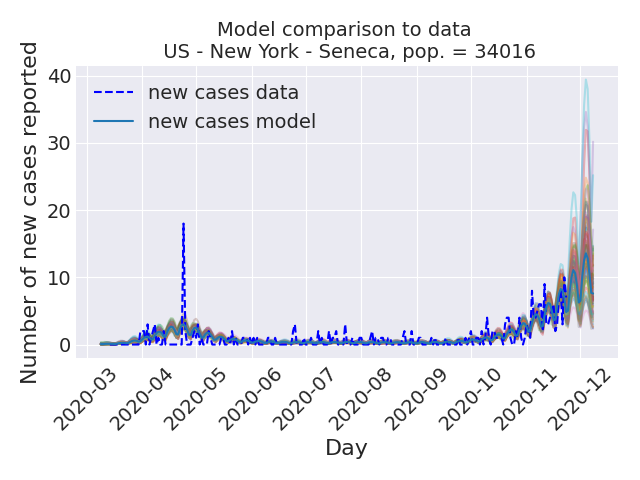 Model comparison to data
US - New York - Seneca, pop. = 34016
Number of new cases reported
40
30
20
10
0
new cases data
new cases model
2020-03
2020-04
2020-05
2020-06
2020-07
2020-08
2020-09
2020-10
2020-11
2020-12
Day